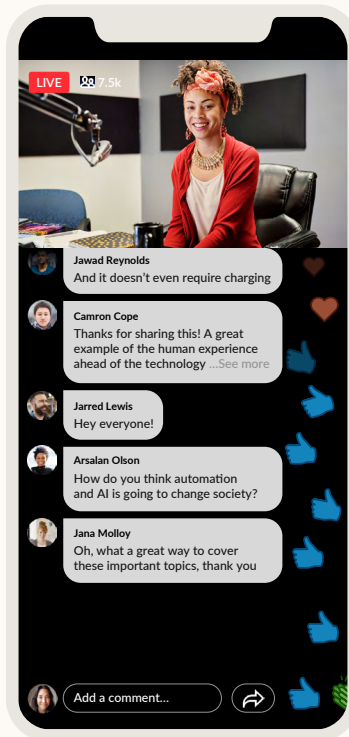 LIVE 7.5k
Jawad Reynolds
And it doesn't even require charging
Camron Cope
Thanks for sharing this! A great
example of the human experience
ahead of the technology ...See more
Jarred Lewis
Hey everyone!
Arsalan Olson
How do you think automation
and AI is going to change society?
Jana Molloy
Oh, what a great way to cover
these important topics, thank you
Add a comment...